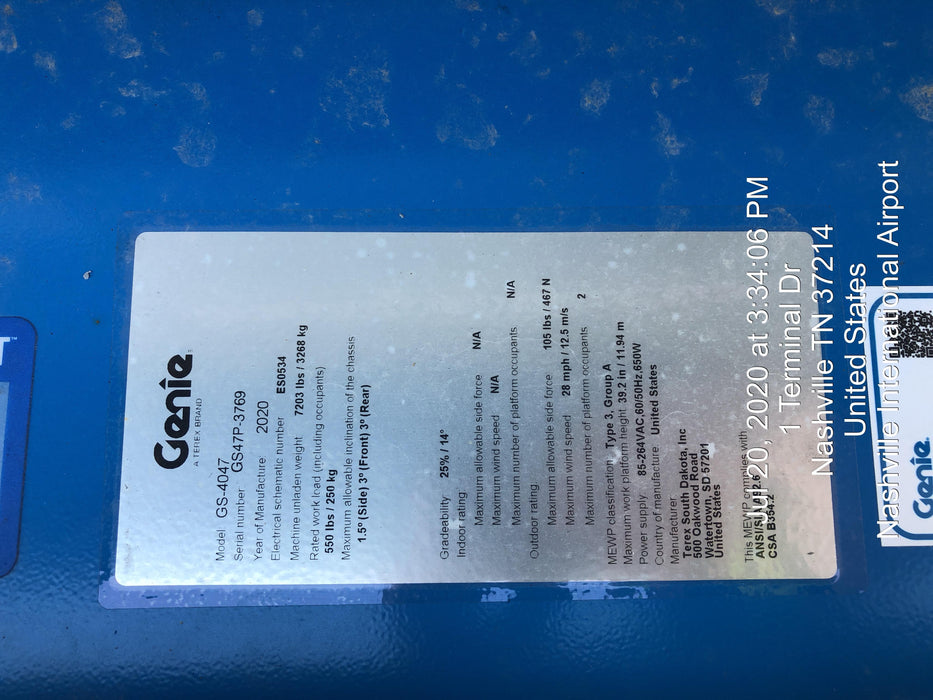 Genie
A TEREX BRAND
Model GS-4047
Serial number GS47P-3769
Year of Manufacture 2020
Electrical schematic number ES0534
Machine unladen weight 7203 lbs / 3268 kg
Rated work load (including occupants)
550 lbs / 250 kg
Maximum allowable inclination of the chassis
1.5º (Side) 3º (Front) 3º (Rear)
Gradeability 25% / 14°
Indoor rating
Maximum allowable side force N/A
Maximum wind speed N/A
Maximum number of platform occupants N/A
Outdoor rating
Maximum allowable side force 105 lbs / 467 N
Maximum wind speed 28 mph / 12.5 m/s
Maximum number of platform occupants 2
MEWP classification Type 3, Group A
Maximum work platform height 39.2 in / 11.94 m
Power supply 85-264VAC,60/50Hz,650W
Country of manufacture United States
Manufacturer
Terex South Dakota, Inc
500 Oakwood Road
Watertown, SD 57201
United States
This MEWP complies with
CSA B354.2
Jul 20, 2020 at 3:34:06 PM
1 Terminal Dr
Nashville TN 37214
United States
Nashville International Airport
Genie